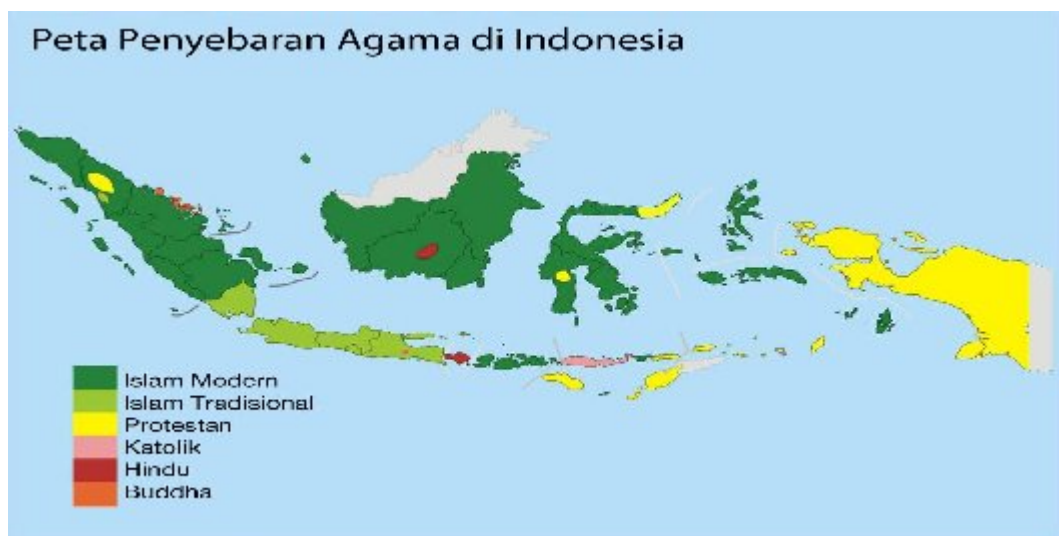 Peta Penyebaran Agama di Indonesia
Islam Modern
Islam Tradisional
Protestan
Katolik
Hindu
Buddha